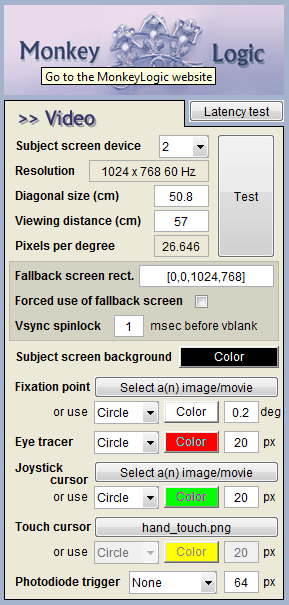 Monkey Logic
Go to the MonkeyLogic website
>> Video
Latency test
Subject screen device 2
Resolution 1024 x 768 60 Hz
Test
Diagonal size (cm) 50.8
Viewing distance (cm) 57
Pixels per degree 26.646
Fallback screen rect. [0,0,1024,768]
Forced use of fallback screen
Vsync spinlock 1 msec before vblank
Subject screen background Color
Fixation point Select a(n) image/movie
or use Circle Color 0.2 deg
Eye tracer Circle Color 20 px
Joystick
cursor Select a(n) image/movie
or use Circle Color 20 px
Touch cursor hand_touch.png
or use Circle Color 20 px
Photodiode trigger None 64 px